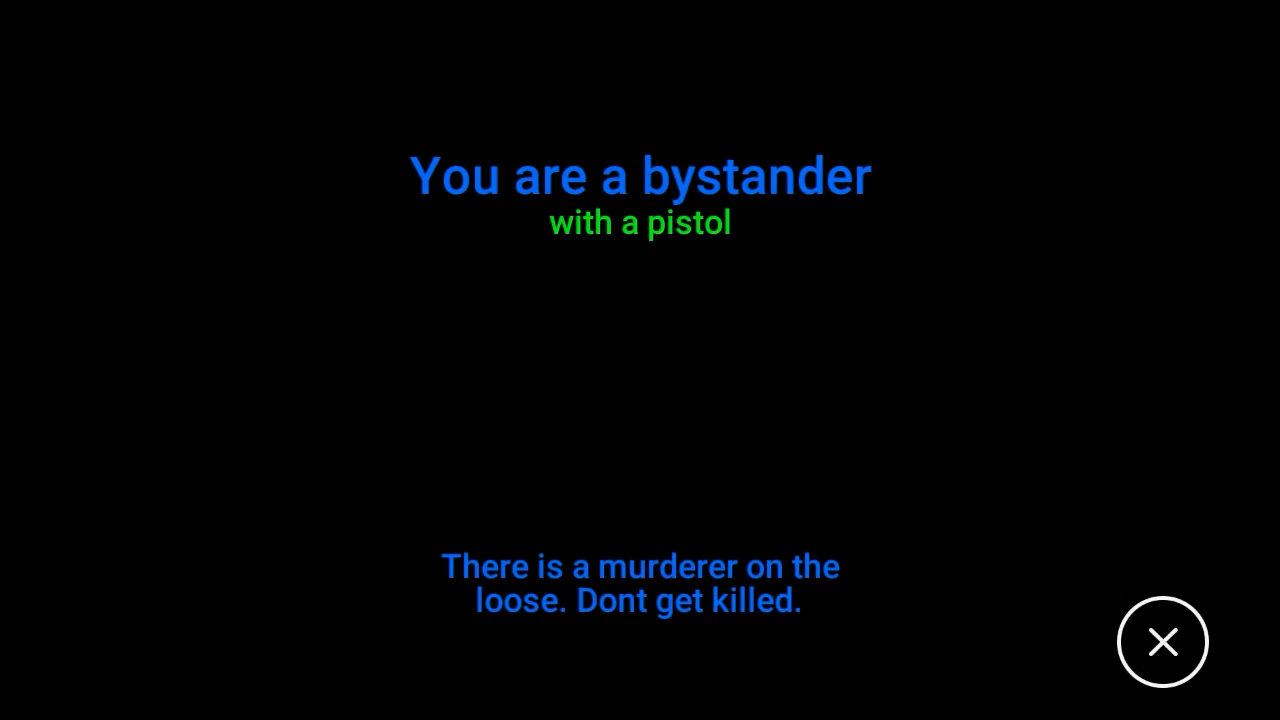 You are a bystander
with a pistol
There is a murderer on the
loose. Dont get killed.